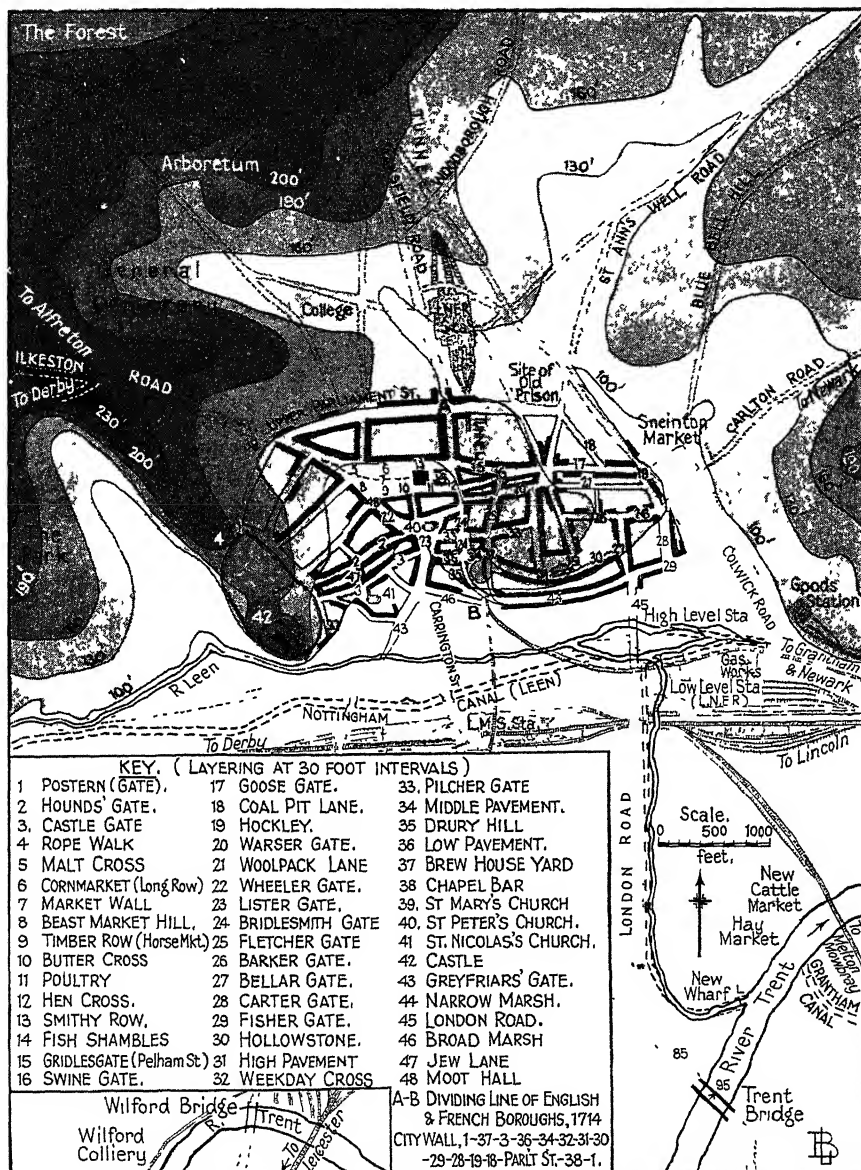 The Forest
160'
TUNNEL
ROAD
Arboretum
200'
190'
130'
160'
ST ANNS WELL ROAD
BLUE BELL HILL
College
To Alfreton
ROAD
ILKESTON
To Derby
230'
200'
Site of
Old
Prison
100'
Sneinton
Market
CARLTON ROAD
To Newark
A
TUNNEL
190'
42
100'
COLWICK ROAD
Goods
Station
B
High Level Sta
To Grantham
& Newark
100'
R Leen
CARRINGTON ST
CANAL (LEEN)
Gas
Works
Low Level Sta
(L.N.E.R)
NOTTINGHAM
L.M.S. Sta
To Derby
To Lincoln
KEY. (LAYERING AT 30 FOOT INTERVALS)
1 POSTERN (GATE).
2 HOUNDS' GATE.
3. CASTLE GATE
4 ROPE WALK
5 MALT CROSS
6 CORNMARKET (Long Row)
7 MARKET WALL
8 BEAST MARKET HILL.
9 TIMBER ROW (Horse Mkt)
10 BUTTER CROSS
11 POULTRY
12 HEN CROSS.
13 SMITHY ROW.
14 FISH SHAMBLES
15 GRIDLESGATE (Pelham St)
16 SWINE GATE.
17 GOOSE GATE.
18 COAL PIT LANE.
19 HOCKLEY.
20 WARSER GATE.
21 WOOLPACK LANE
22 WHEELER GATE.
23 LISTER GATE.
24 BRIDLESMITH GATE
25 FLETCHER GATE
26 BARKER GATE.
27 BELLAR GATE.
28 CARTER GATE,
29 FISHER GATE.
30 HOLLOWSTONE.
31 HIGH PAVEMENT
32 WEEKDAY CROSS
33, PILCHER GATE
34 MIDDLE PAVEMENT.
35 DRURY HILL
36 LOW PAVEMENT.
37 BREW HOUSE YARD
38 CHAPEL BAR
39, ST MARY'S CHURCH
40, ST PETER'S CHURCH.
41 ST. NICOLAS'S CHURCH,
42 CASTLE
43 GREYFRIARS' GATE.
44 NARROW MARSH.
45 LONDON ROAD.
46 BROAD MARSH
47 JEW LANE
48 MOOT HALL
A-B DIVIDING LINE OF ENGLISH
& FRENCH BOROUGHS, 1714
CITY WALL, 1-37-3-36-34-32-31-30
-29-28-19-18-PARLT ST.-38-1.
LONDON ROAD
Scale.
0 500 1000
feet.
New
Cattle
Market
Hay
Market
Melton
Mowbray
GRANTHAM
CANAL
New
Wharf
River Trent
85
95
Trent
Bridge
Wilford Bridge
R. Trent
Wilford
Colliery
To
Leicester